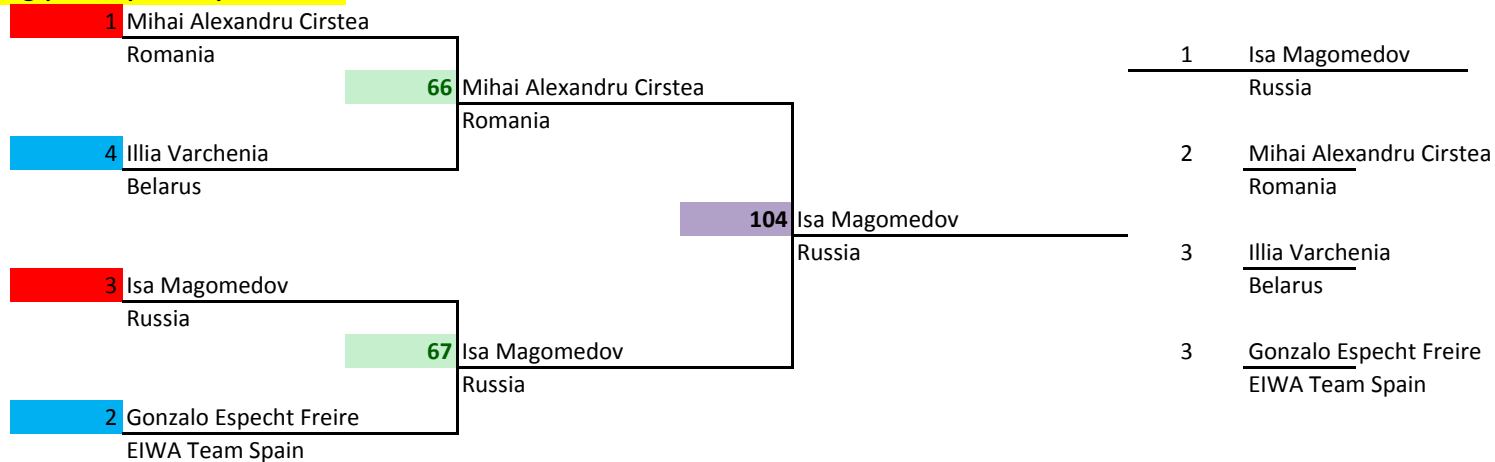 1 Mihai Alexandru Cirstea
Romania
1 Isa Magomedov
Russia
66 Mihai Alexandru Cirstea
Romania
4 Illia Varchenia
Belarus
2 Mihai Alexandru Cirstea
Romania
104 Isa Magomedov
Russia
3 Illia Varchenia
Belarus
3 Isa Magomedov
Russia
67 Isa Magomedov
Russia
3 Gonzalo Especht Freire
EIWA Team Spain
2 Gonzalo Especht Freire
EIWA Team Spain